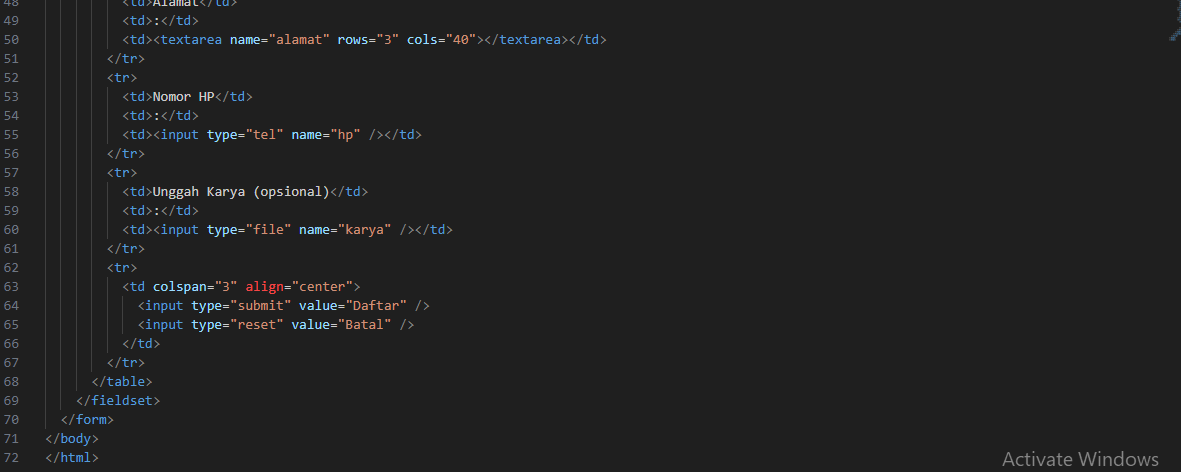 48 <td>Alamat</td>
49 <td>:</td>
50 <td><textarea name="alamat" rows="3" cols="40"></textarea></td>
51 </tr>
52 <tr>
53 <td>Nomor HP</td>
54 <td>:</td>
55 <td><input type="tel" name="hp" /></td>
56 </tr>
57 <tr>
58 <td>Unggah Karya (opsional)</td>
59 <td>:</td>
60 <td><input type="file" name="karya" /></td>
61 </tr>
62 <tr>
63 <td colspan="3" align="center">
64 <input type="submit" value="Daftar" />
65 <input type="reset" value="Batal" />
66 </td>
67 </tr>
68 </table>
69 </fieldset>
70 </form>
71 </body>
72 </html>
Activate Windows